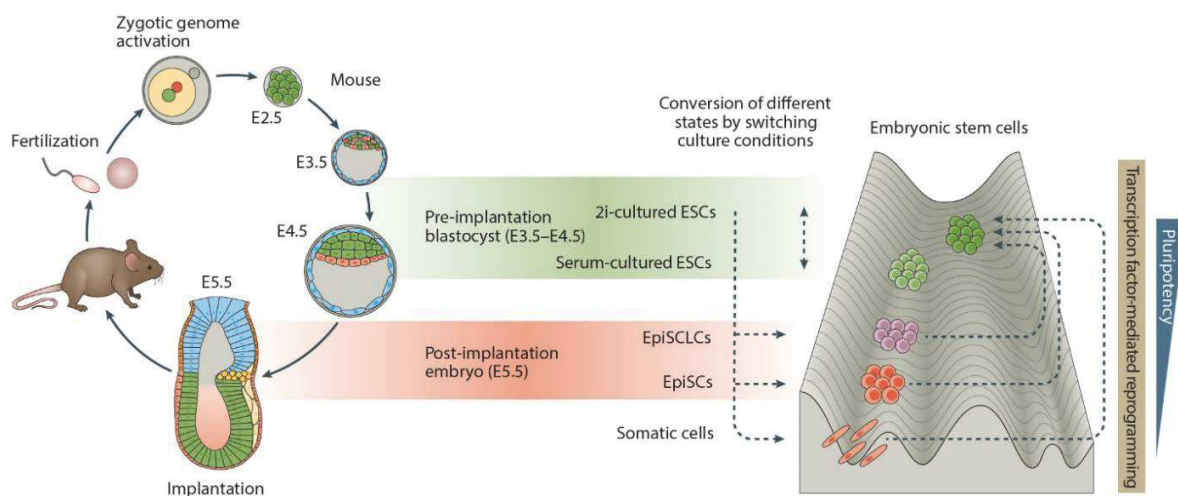 Zygotic genome
activation
Mouse
E2.5
Fertilization
E3.5
E4.5
E5.5
Implantation
Pre-implantation
blastocyst (E3.5–E4.5)
Post-implantation
embryo (E5.5)
Conversion of different
states by switching
culture conditions
2i-cultured ESCs
Serum-cultured ESCs
EpiSCLCs
EpiSCs
Somatic cells
Embryonic stem cells
Transcription factor-mediated reprogramming
Pluripotency